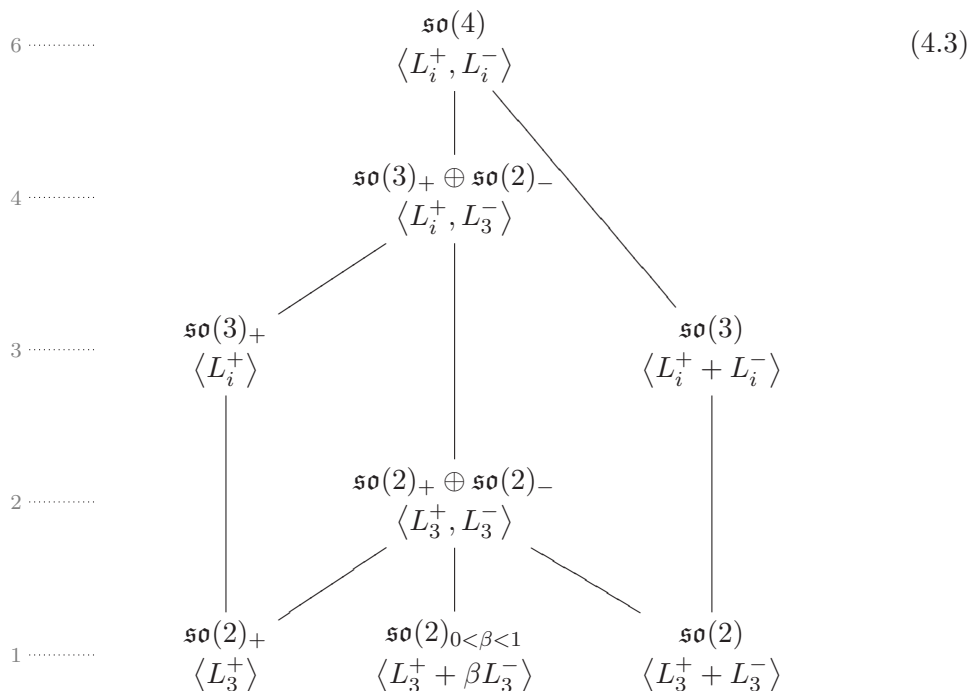 𝔰𝔬(4)
6 (4.3)
⟨L_i^+, L_i^-⟩
𝔰𝔬(3)_+ ⊕ 𝔰𝔬(2)_-
4
⟨L_i^+, L_3^-⟩
𝔰𝔬(3)_+ 𝔰𝔬(3)
3
⟨L_i^+⟩ ⟨L_i^+ + L_i^-⟩
𝔰𝔬(2)_+ ⊕ 𝔰𝔬(2)_-
2
⟨L_3^+, L_3^-⟩
𝔰𝔬(2)_+ 𝔰𝔬(2)_{0<β<1} 𝔰𝔬(2)
1
⟨L_3^+⟩ ⟨L_3^+ + βL_3^-⟩ ⟨L_3^+ + L_3^-⟩